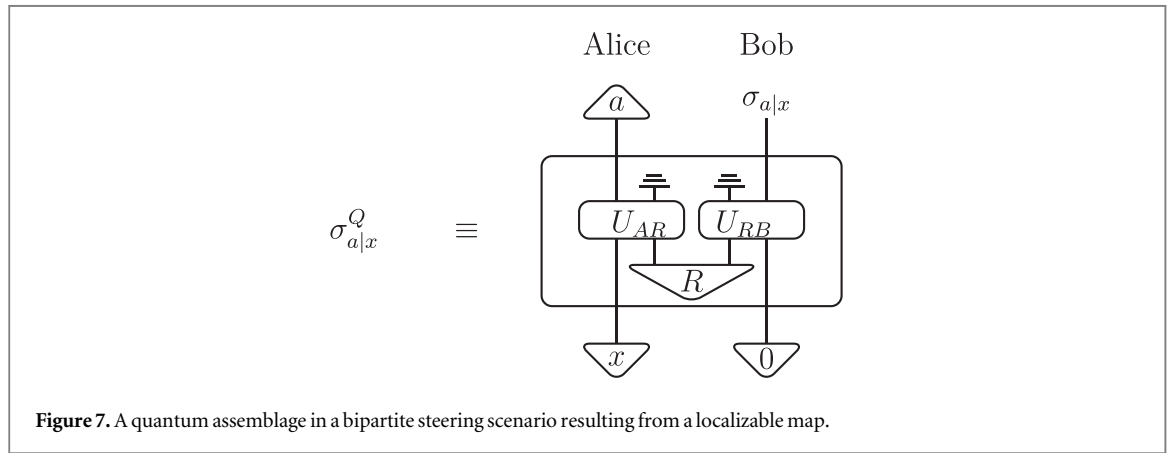 Alice Bob
a σ_{a|x}
σ^Q_{a|x} ≡ U_{AR} U_{RB}
R
x 0
Figure 7. A quantum assemblage in a bipartite steering scenario resulting from a localizable map.